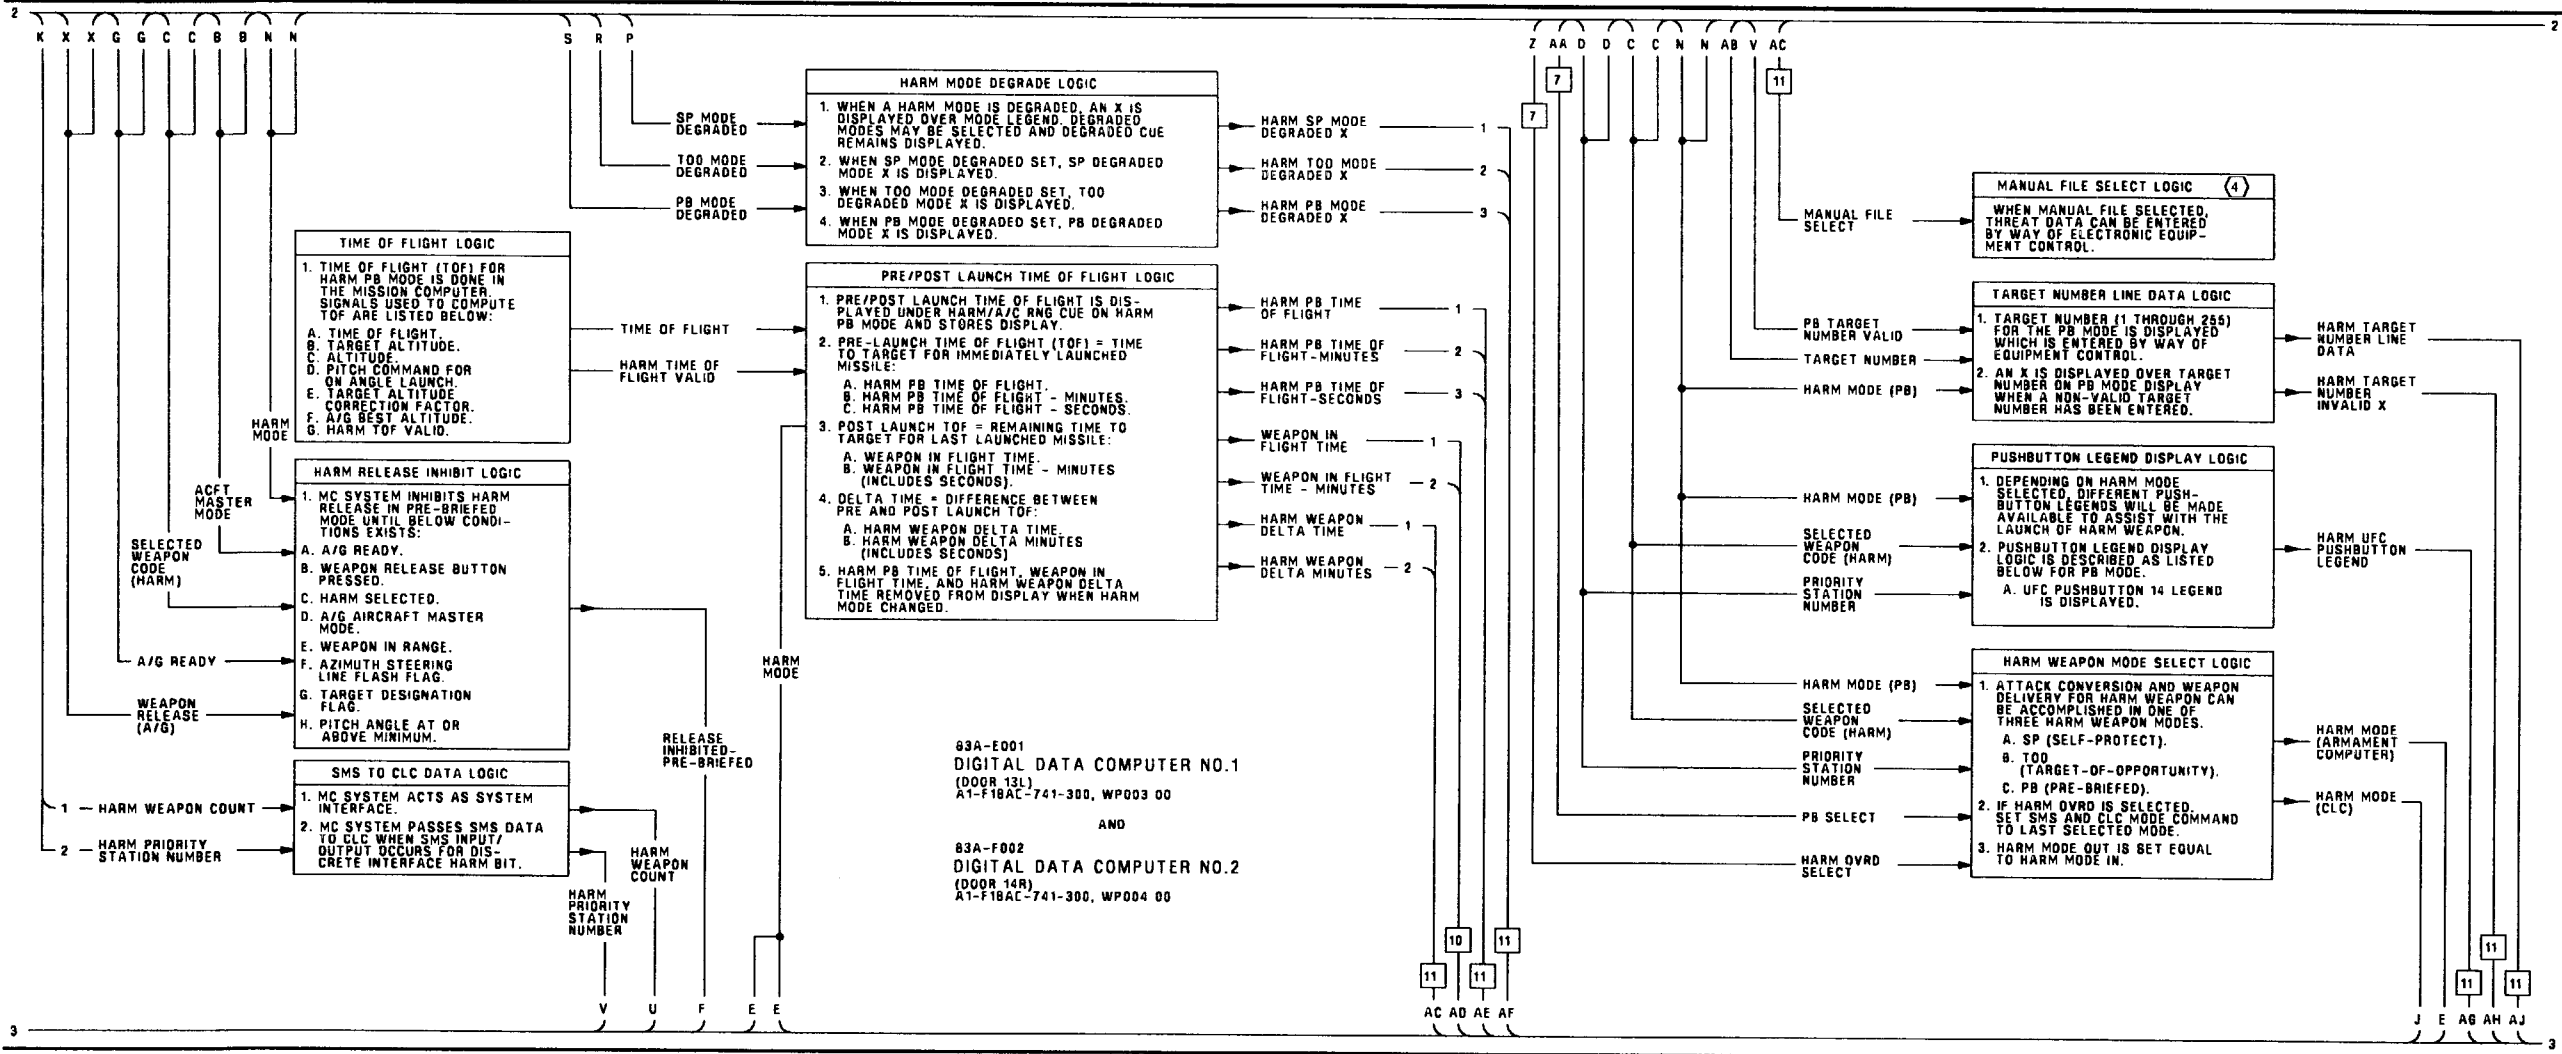 2
K X X G G C C B B N N
S R P
Z AA D D C C N N AB V AC
2
7
7
11
HARM MODE DEGRADE LOGIC
1. WHEN A HARM MODE IS DEGRADED, AN X IS
DISPLAYED OVER MODE LEGEND. DEGRADED
MODES MAY BE SELECTED AND DEGRADED CUE
REMAINS DISPLAYED.
2. WHEN SP MODE DEGRADED SET, SP DEGRADED
MODE X IS DISPLAYED.
3. WHEN TOO MODE DEGRADED SET, TOO
DEGRADED MODE X IS DISPLAYED.
4. WHEN PB MODE DEGRADED SET, PB DEGRADED
MODE X IS DISPLAYED.
SP MODE
DEGRADED
TOO MODE
DEGRADED
PB MODE
DEGRADED
HARM SP MODE
DEGRADED X
1
HARM TOO MODE
DEGRADED X
2
HARM PB MODE
DEGRADED X
3
TIME OF FLIGHT LOGIC
1. TIME OF FLIGHT (TOF) FOR
HARM PB MODE IS DONE IN
THE MISSION COMPUTER.
SIGNALS USED TO COMPUTE
TOF ARE LISTED BELOW:
A. TIME OF FLIGHT.
B. TARGET ALTITUDE.
C. ALTITUDE.
D. PITCH COMMAND FOR
ON ANGLE LAUNCH.
E. TARGET ALTITUDE
CORRECTION FACTOR.
F. A/G BEST ALTITUDE.
G. HARM TOF VALID.
TIME OF FLIGHT
HARM TIME OF
FLIGHT VALID
HARM
MODE
PRE/POST LAUNCH TIME OF FLIGHT LOGIC
1. PRE/POST LAUNCH TIME OF FLIGHT IS DIS-
PLAYED UNDER HARM/A/C RNG CUE ON HARM
PB MODE AND STORES DISPLAY.
2. PRE-LAUNCH TIME OF FLIGHT (TOF) = TIME
TO TARGET FOR IMMEDIATELY LAUNCHED
MISSILE:
A. HARM PB TIME OF FLIGHT.
B. HARM PB TIME OF FLIGHT - MINUTES.
C. HARM PB TIME OF FLIGHT - SECONDS.
3. POST LAUNCH TOF = REMAINING TIME TO
TARGET FOR LAST LAUNCHED MISSILE:
A. WEAPON IN FLIGHT TIME.
B. WEAPON IN FLIGHT TIME - MINUTES
(INCLUDES SECONDS).
4. DELTA TIME = DIFFERENCE BETWEEN
PRE AND POST LAUNCH TOF:
A. HARM WEAPON DELTA TIME.
B. HARM WEAPON DELTA MINUTES
(INCLUDES SECONDS)
5. HARM PB TIME OF FLIGHT, WEAPON IN
FLIGHT TIME, AND HARM WEAPON DELTA
TIME REMOVED FROM DISPLAY WHEN HARM
MODE CHANGED.
HARM PB TIME
OF FLIGHT
1
HARM PB TIME OF
FLIGHT-MINUTES
2
HARM PB TIME OF
FLIGHT-SECONDS
3
WEAPON IN
FLIGHT TIME
1
WEAPON IN FLIGHT
TIME - MINUTES
2
HARM WEAPON
DELTA TIME
1
HARM WEAPON
DELTA MINUTES
2
HARM RELEASE INHIBIT LOGIC
1. MC SYSTEM INHIBITS HARM
RELEASE IN PRE-BRIEFED
MODE UNTIL BELOW CONDI-
TIONS EXISTS:
A. A/G READY.
B. WEAPON RELEASE BUTTON
PRESSED.
C. HARM SELECTED.
D. A/G AIRCRAFT MASTER
MODE.
E. WEAPON IN RANGE.
F. AZIMUTH STEERING
LINE FLASH FLAG.
G. TARGET DESIGNATION
FLAG.
H. PITCH ANGLE AT OR
ABOVE MINIMUM.
ACFT
MASTER
MODE
SELECTED
WEAPON
CODE
(HARM)
A/G READY
WEAPON
RELEASE
(A/G)
RELEASE
INHIBITED-
PRE-BRIEFED
HARM
MODE
SMS TO CLC DATA LOGIC
1. MC SYSTEM ACTS AS SYSTEM
INTERFACE.
2. MC SYSTEM PASSES SMS DATA
TO CLC WHEN SMS INPUT/
OUTPUT OCCURS FOR DIS-
CRETE INTERFACE HARM BIT.
1 HARM WEAPON COUNT
2 HARM PRIORITY
STATION NUMBER
HARM
WEAPON
COUNT
HARM
PRIORITY
STATION
NUMBER
83A-E001
DIGITAL DATA COMPUTER NO.1
(DOOR 13L)
A1-F18AC-741-300, WP003 00
AND
83A-F002
DIGITAL DATA COMPUTER NO.2
(DOOR 14R)
A1-F18AC-741-300, WP004 00
MANUAL FILE SELECT LOGIC 4
WHEN MANUAL FILE SELECTED,
THREAT DATA CAN BE ENTERED
BY WAY OF ELECTRONIC EQUIP-
MENT CONTROL.
MANUAL FILE
SELECT
TARGET NUMBER LINE DATA LOGIC
1. TARGET NUMBER (1 THROUGH 255)
FOR THE PB MODE IS DISPLAYED
WHICH IS ENTERED BY WAY OF
EQUIPMENT CONTROL.
2. AN X IS DISPLAYED OVER TARGET
NUMBER ON PB MODE DISPLAY
WHEN A NON-VALID TARGET
NUMBER HAS BEEN ENTERED.
PB TARGET
NUMBER VALID
TARGET NUMBER
HARM MODE (PB)
HARM TARGET
NUMBER LINE
DATA
HARM TARGET
NUMBER
INVALID X
PUSHBUTTON LEGEND DISPLAY LOGIC
1. DEPENDING ON HARM MODE
SELECTED, DIFFERENT PUSH-
BUTTON LEGENDS WILL BE MADE
AVAILABLE TO ASSIST WITH THE
LAUNCH OF HARM WEAPON.
2. PUSHBUTTON LEGEND DISPLAY
LOGIC IS DESCRIBED AS LISTED
BELOW FOR PB MODE.
A. UFC PUSHBUTTON 14 LEGEND
IS DISPLAYED.
HARM MODE (PB)
SELECTED
WEAPON
CODE (HARM)
PRIORITY
STATION
NUMBER
HARM UFC
PUSHBUTTON
LEGEND
HARM WEAPON MODE SELECT LOGIC
1. ATTACK CONVERSION AND WEAPON
DELIVERY FOR HARM WEAPON CAN
BE ACCOMPLISHED IN ONE OF
THREE HARM WEAPON MODES.
A. SP (SELF-PROTECT).
B. TOO
(TARGET-OF-OPPORTUNITY).
C. PB (PRE-BRIEFED).
2. IF HARM OVRD IS SELECTED,
SET SMS AND CLC MODE COMMAND
TO LAST SELECTED MODE.
3. HARM MODE OUT IS SET EQUAL
TO HARM MODE IN.
HARM MODE (PB)
SELECTED
WEAPON
CODE (HARM)
PRIORITY
STATION
NUMBER
PB SELECT
HARM OVRD
SELECT
HARM MODE
(ARMAMENT
COMPUTER)
HARM MODE
(CLC)
10
11
11
11
11
11
11
V U F E E
AC AD AE AF
J E AG AH AJ
3
3